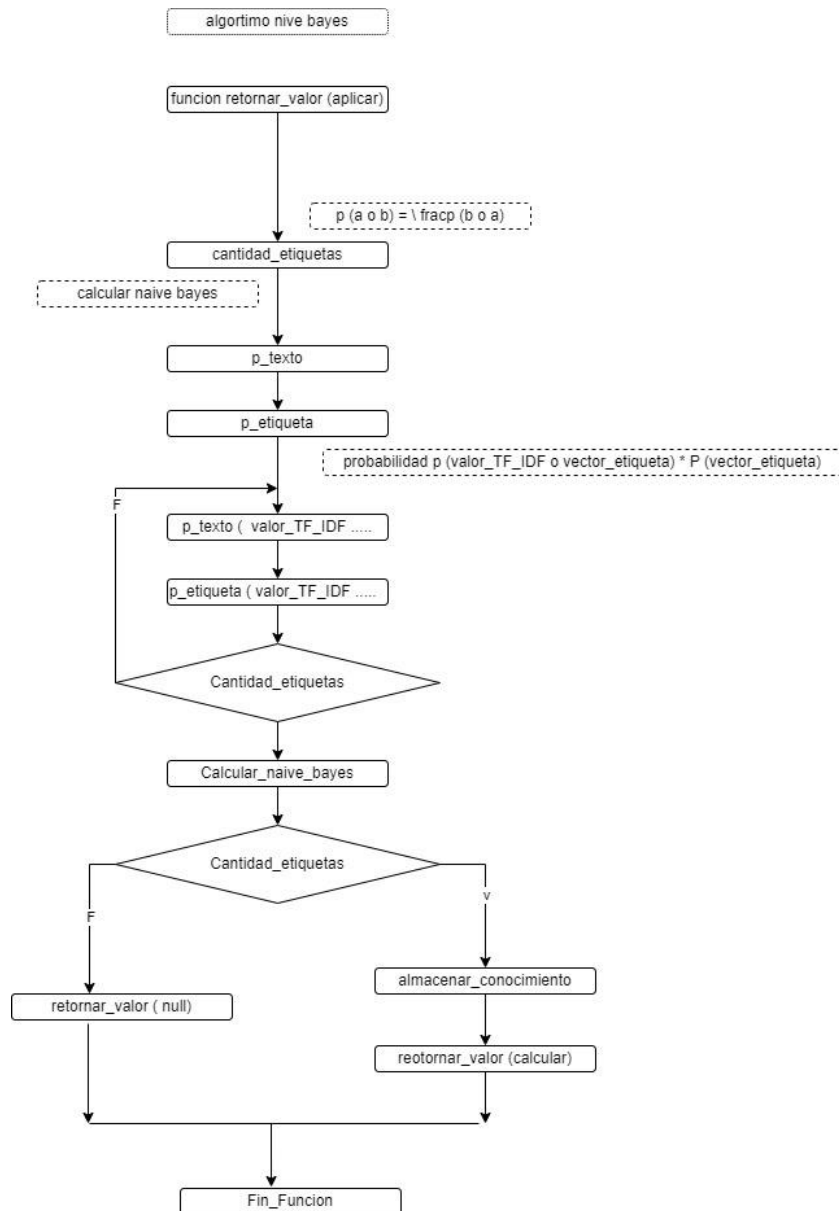 algortimo nive bayes
funcion retornar_valor (aplicar)
p (a o b) = \ fracp (b o a)
cantidad_etiquetas
calcular naive bayes
p_texto
p_etiqueta
probabilidad p (valor_TF_IDF o vector_etiqueta) * P (vector_etiqueta)
F
p_texto ( valor_TF_IDF .....
p_etiqueta ( valor_TF_IDF .....
Cantidad_etiquetas
Calcular_naive_bayes
Cantidad_etiquetas
F
v
almacenar_conocimiento
retornar_valor ( null)
reotornar_valor (calcular)
Fin_Funcion